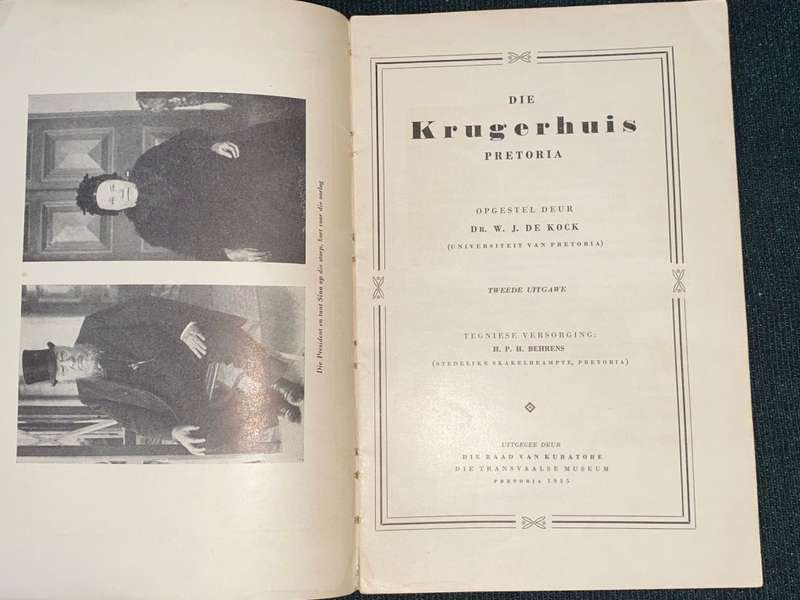 Die President en tant Sina op die stoep, kort voor die oorlog
DIE
Krugerhuis
PRETORIA
OPGESTEL DEUR
DR. W. J. DE KOCK
(UNIVERSITEIT VAN PRETORIA)
TWEEDE UITGAWE
TEGNIESE VERSORGING:
H. P. H. BEHRENS
(STEDELIKE SKAKELBEAMPTE, PRETORIA)
UITGEGEE DEUR
DIE RAAD VAN KURATORE
DIE TRANSVAALSE MUSEUM
PRETORIA 1955